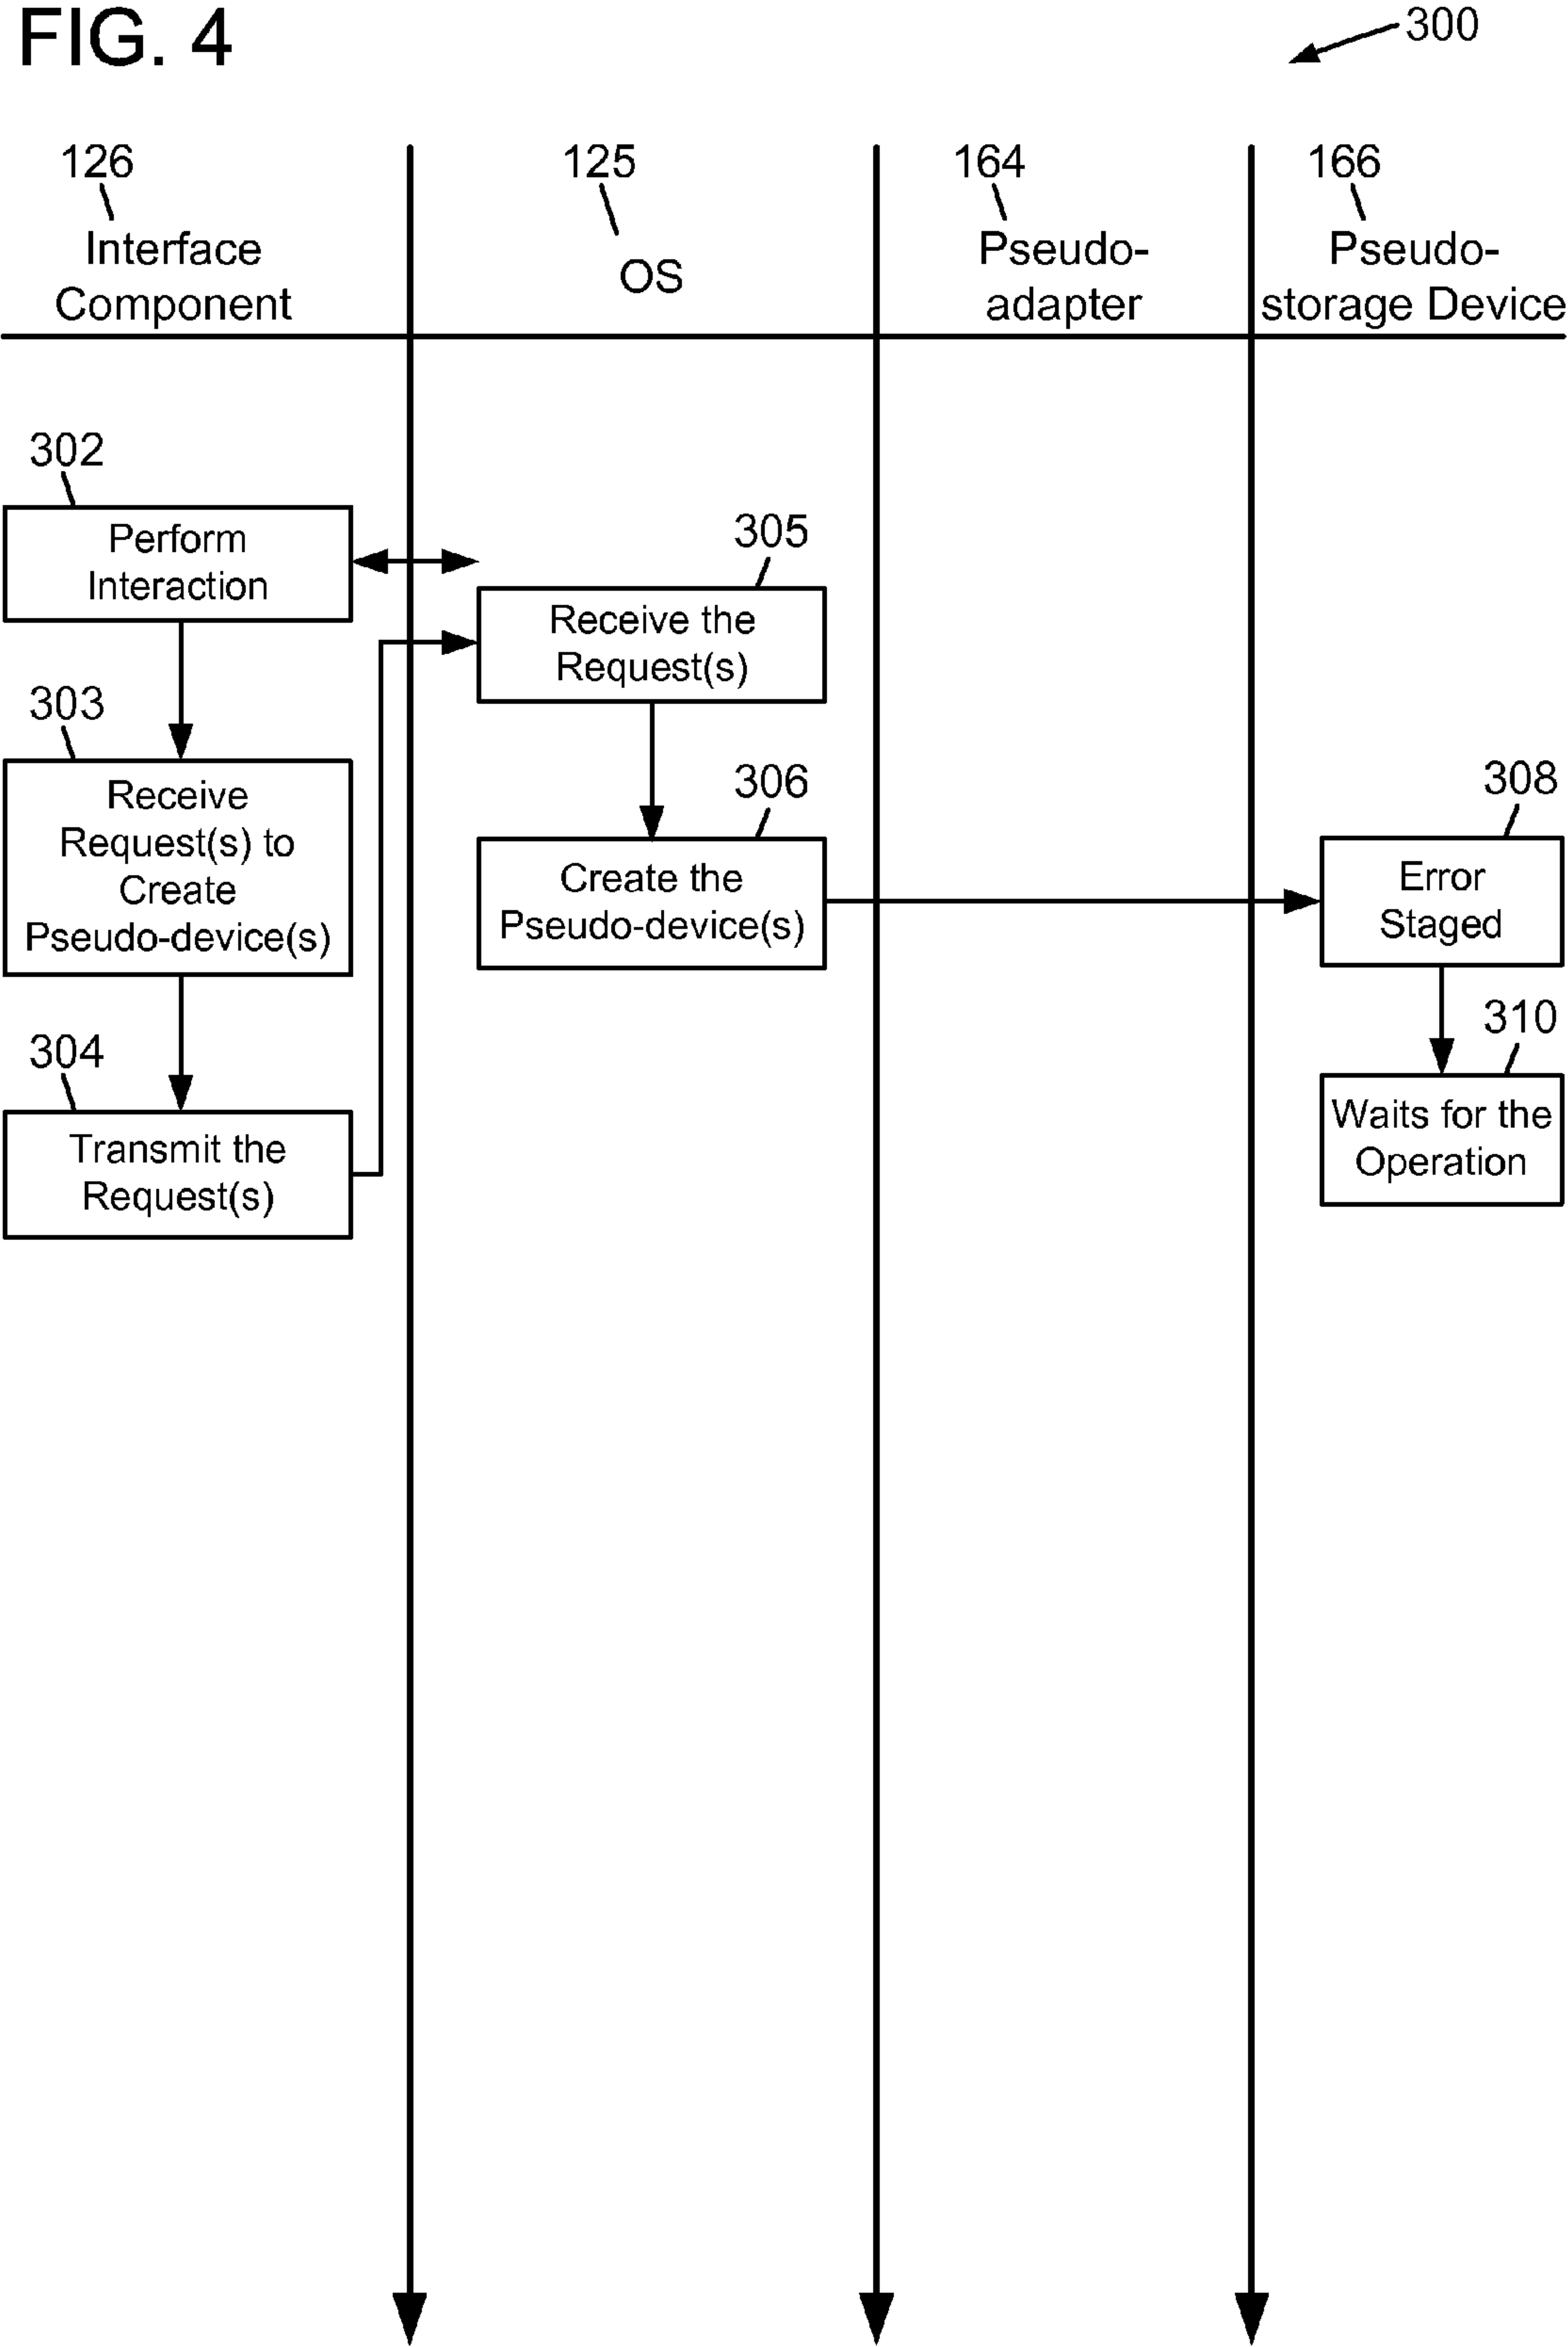 FIG. 4
300
126
125
164
166
Interface
Component
OS
Pseudo-
adapter
Pseudo-
storage Device
302
Perform
Interaction
305
Receive the
Request(s)
303
Receive
Request(s) to
Create
Pseudo-device(s)
306
Create the
Pseudo-device(s)
308
Error
Staged
304
Transmit the
Request(s)
310
Waits for the
Operation